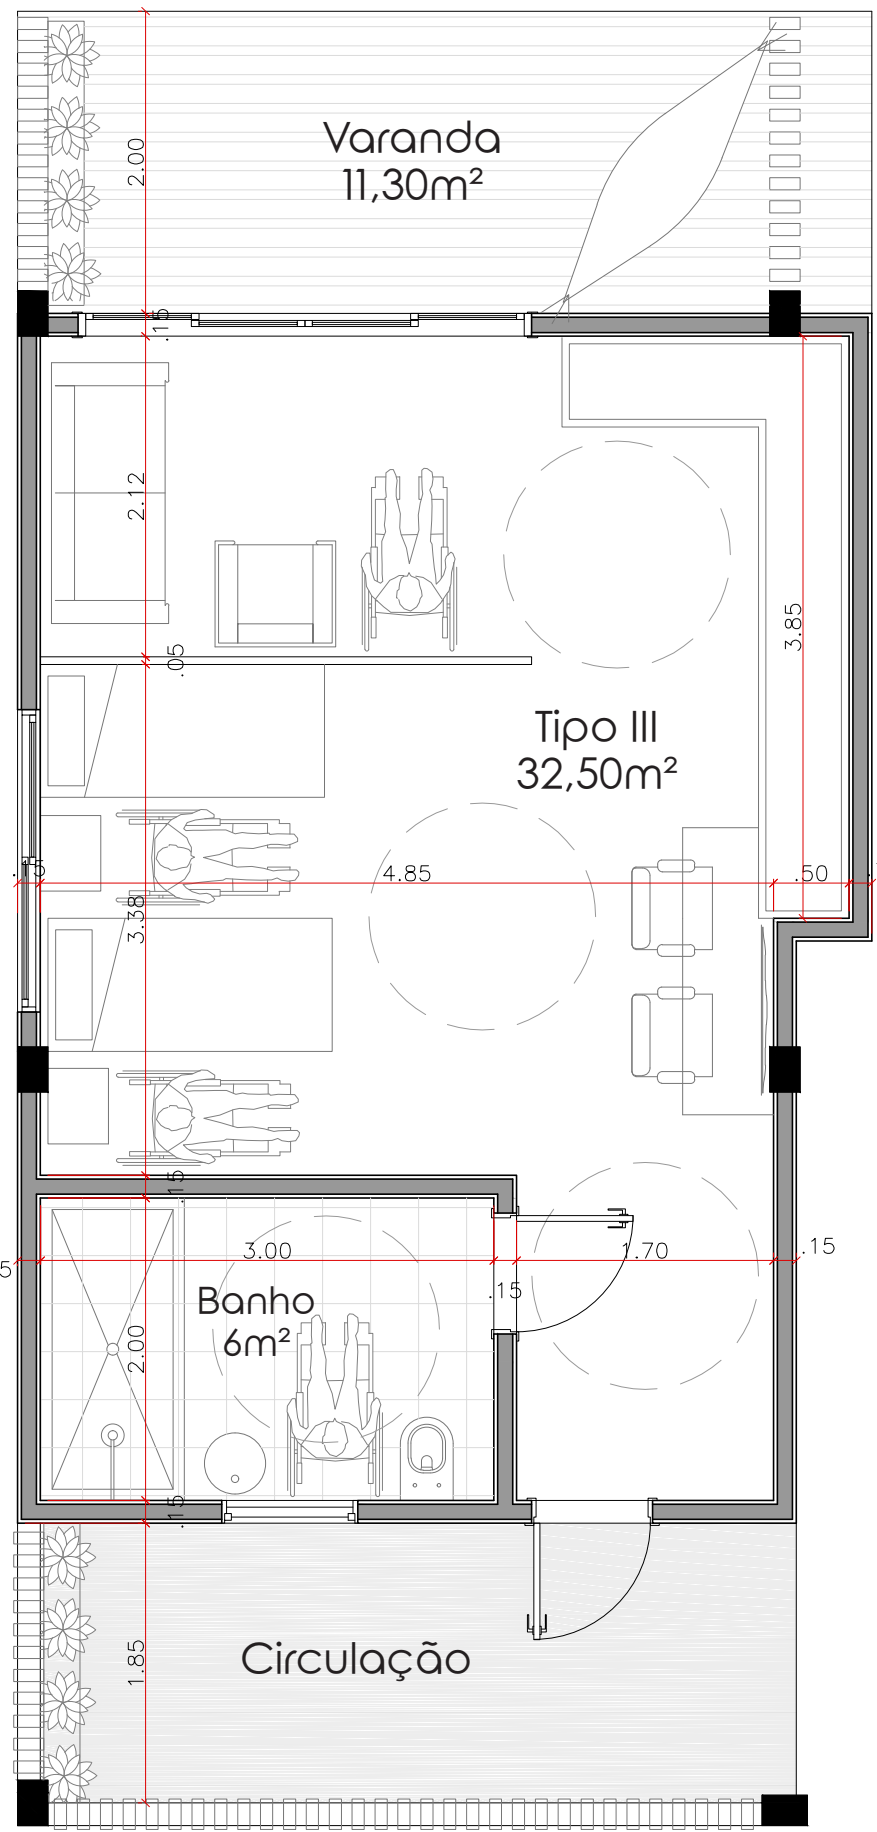 2.00
Varanda
11,30m²
.15
2.12
3.85
.05
Tipo III
32,50m²
.15
4.85
.50
3.38
.15
3.00
1.70
.15
.15
Banho
6m²
2.00
.15
Circulação
1.85